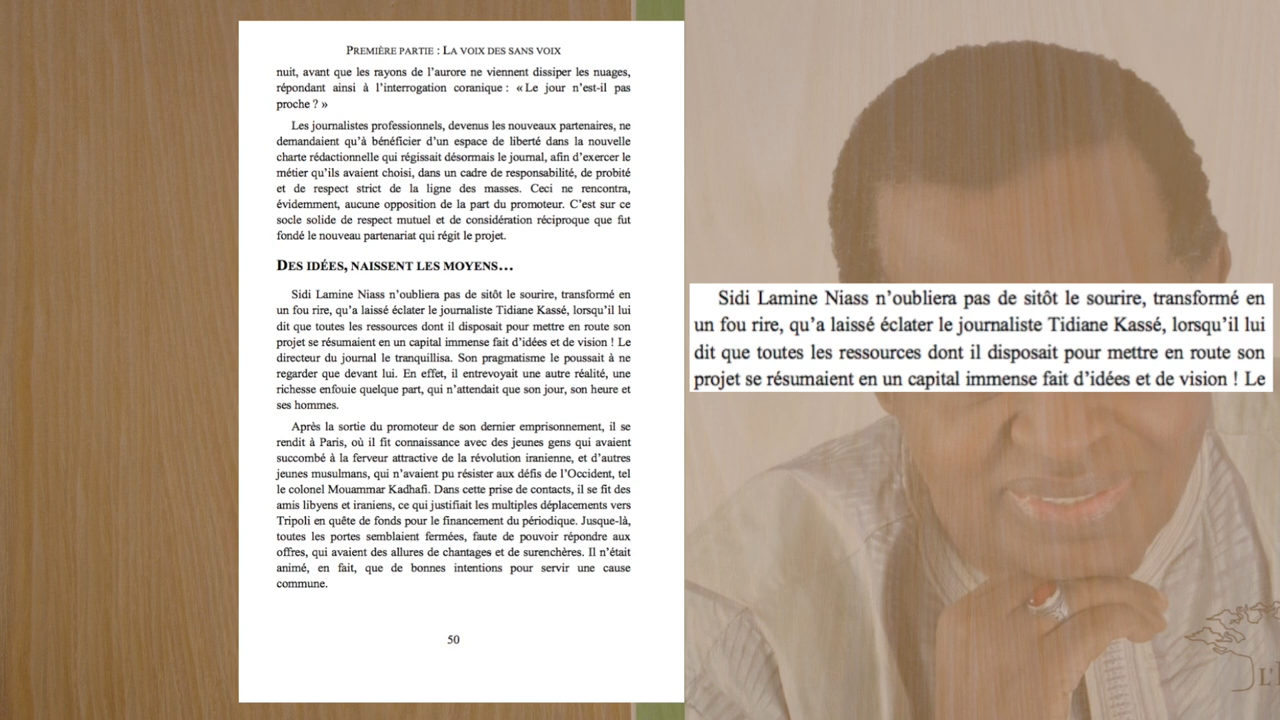 PREMIÈRE PARTIE : LA VOIX DES SANS VOIX
nuit, avant que les rayons de l’aurore ne viennent dissiper les nuages,
répondant ainsi à l’interrogation coranique : « Le jour n’est-il pas
proche ? »
Les journalistes professionnels, devenus les nouveaux partenaires, ne
demandaient qu’à bénéficier d’un espace de liberté dans la nouvelle
charte rédactionnelle qui régissait désormais le journal, afin d’exercer le
métier qu’ils avaient choisi, dans un cadre de responsabilité, de probité
et de respect strict de la ligne des masses. Ceci ne rencontra,
évidemment, aucune opposition de la part du promoteur. C’est sur ce
socle solide de respect mutuel et de considération réciproque que fut
fondé le nouveau partenariat qui régit le projet.
DES IDÉES, NAISSENT LES MOYENS…
Sidi Lamine Niass n’oubliera pas de sitôt le sourire, transformé en
un fou rire, qu’a laissé éclater le journaliste Tidiane Kassé, lorsqu’il lui
dit que toutes les ressources dont il disposait pour mettre en route son
projet se résumaient en un capital immense fait d’idées et de vision ! Le
directeur du journal le tranquillisa. Son pragmatisme le poussait à ne
regarder que devant lui. En effet, il entrevoyait une autre réalité, une
richesse enfouie quelque part, qui n’attendait que son jour, son heure et
ses hommes.
Après la sortie du promoteur de son dernier emprisonnement, il se
rendit à Paris, où il fit connaissance avec des jeunes gens qui avaient
succombé à la ferveur attractive de la révolution iranienne, et d’autres
jeunes musulmans, qui n’avaient pu résister aux défis de l’Occident, tel
le colonel Mouammar Kadhafi. Dans cette prise de contacts, il se fit des
amis libyens et iraniens, ce qui justifiait les multiples déplacements vers
Tripoli en quête de fonds pour le financement du périodique. Jusque-là,
toutes les portes semblaient fermées, faute de pouvoir répondre aux
offres, qui avaient des allures de chantages et de surenchères. Il n’était
animé, en fait, que de bonnes intentions pour servir une cause
commune.
50
Sidi Lamine Niass n’oubliera pas de sitôt le sourire, transformé en
un fou rire, qu’a laissé éclater le journaliste Tidiane Kassé, lorsqu’il lui
dit que toutes les ressources dont il disposait pour mettre en route son
projet se résumaient en un capital immense fait d’idées et de vision ! Le